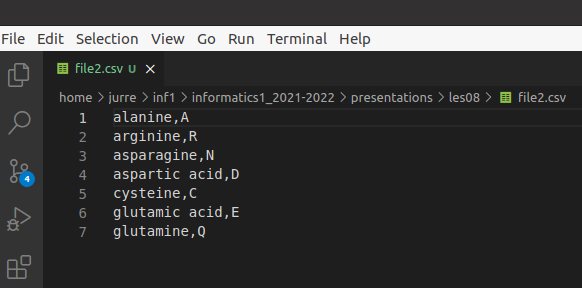 File Edit Selection View Go Run Terminal Help
file2.csv U
home > jurre > inf1 > informatics1_2021-2022 > presentations > les08 > file2.csv
1 alanine,A
2 arginine,R
3 asparagine,N
4 aspartic acid,D
5 cysteine,C
6 glutamic acid,E
7 glutamine,Q
4